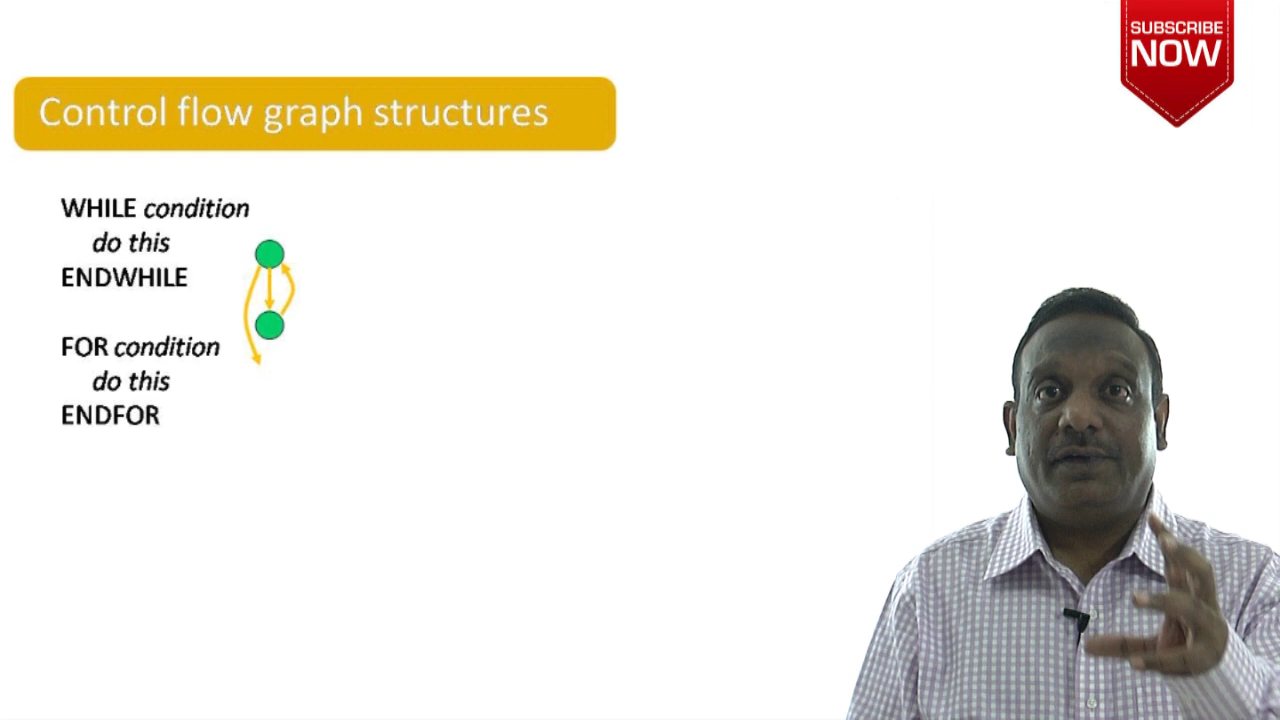 SUBSCRIBE
NOW
Control flow graph structures
WHILE condition
do this
ENDWHILE
FOR condition
do this
ENDFOR